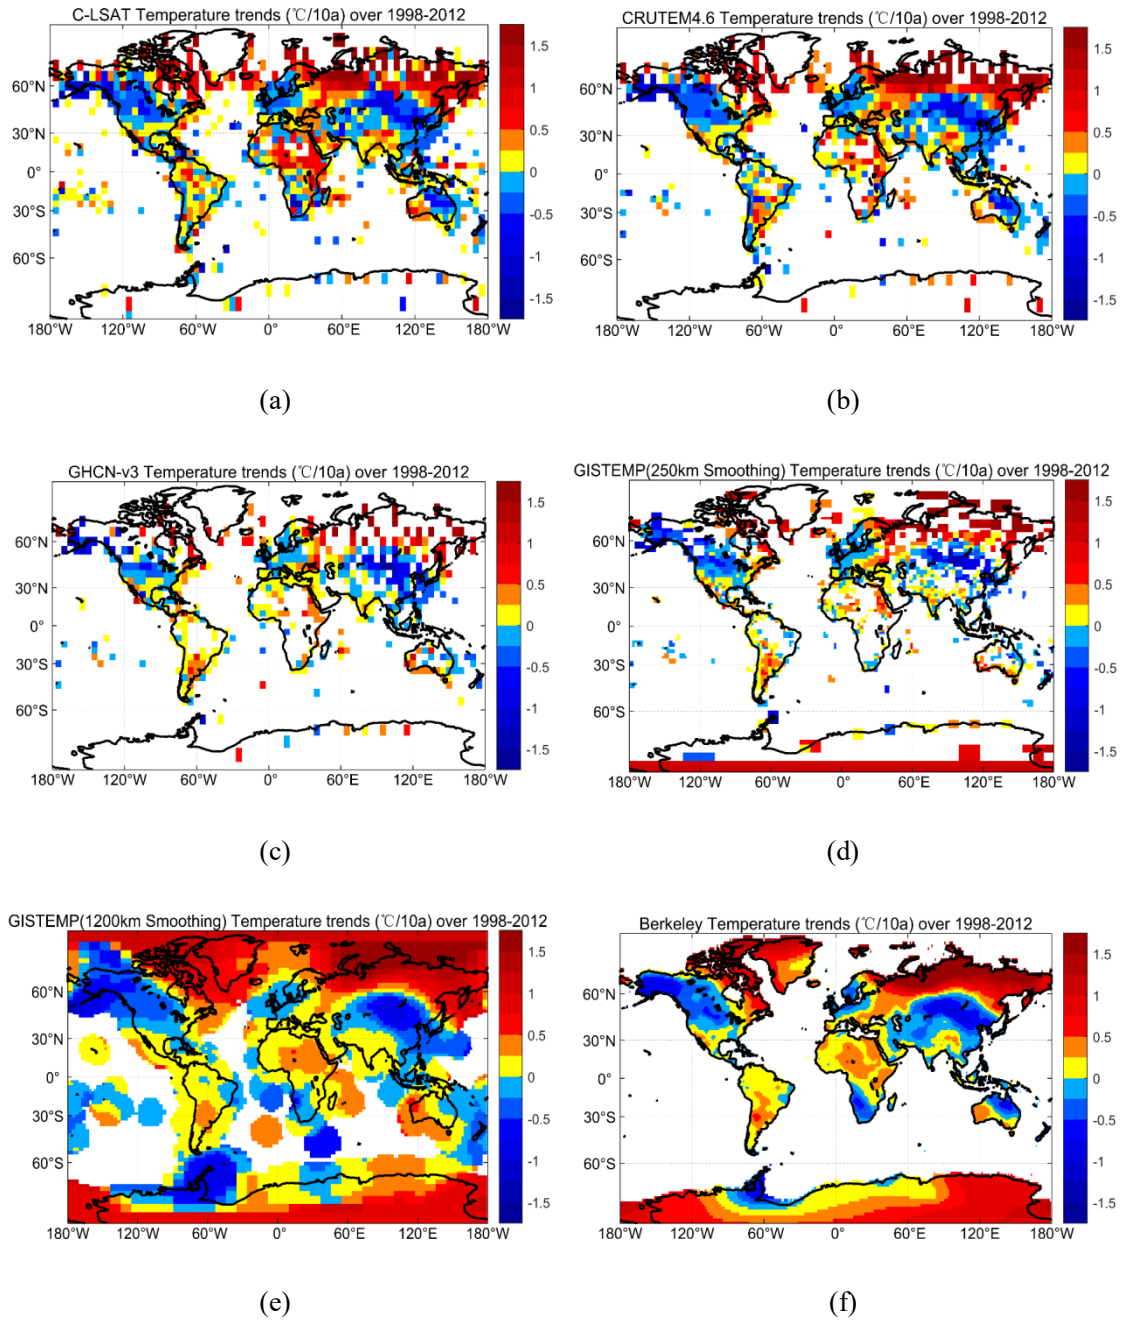 C-LSAT Temperature trends (℃/10a) over 1998-2012
60°N
30°N
0°
30°S
60°S
180°W 120°W 60°W 0° 60°E 120°E 180°W
1.5
1
0.5
0
-0.5
-1
-1.5
(a)
CRUTEM4.6 Temperature trends (℃/10a) over 1998-2012
60°N
30°N
0°
30°S
60°S
180°W 120°W 60°W 0° 60°E 120°E 180°W
1.5
1
0.5
0
-0.5
-1
-1.5
(b)
GHCN-v3 Temperature trends (℃/10a) over 1998-2012
60°N
30°N
0°
30°S
60°S
180°W 120°W 60°W 0° 60°E 120°E 180°W
1.5
1
0.5
0
-0.5
-1
-1.5
(c)
GISTEMP(250km Smoothing) Temperature trends (℃/10a) over 1998-2012
60°N
30°N
0°
30°S
60°S
180°W 120°W 60°W 0° 60°E 120°E 180°W
1.5
1
0.5
0
-0.5
-1
-1.5
(d)
GISTEMP(1200km Smoothing) Temperature trends (℃/10a) over 1998-2012
60°N
30°N
0°
30°S
60°S
180°W 120°W 60°W 0° 60°E 120°E 180°W
1.5
1
0.5
0
-0.5
-1
-1.5
(e)
Berkeley Temperature trends (℃/10a) over 1998-2012
60°N
30°N
0°
30°S
60°S
180°W 120°W 60°W 0° 60°E 120°E 180°W
1.5
1
0.5
0
-0.5
-1
-1.5
(f)